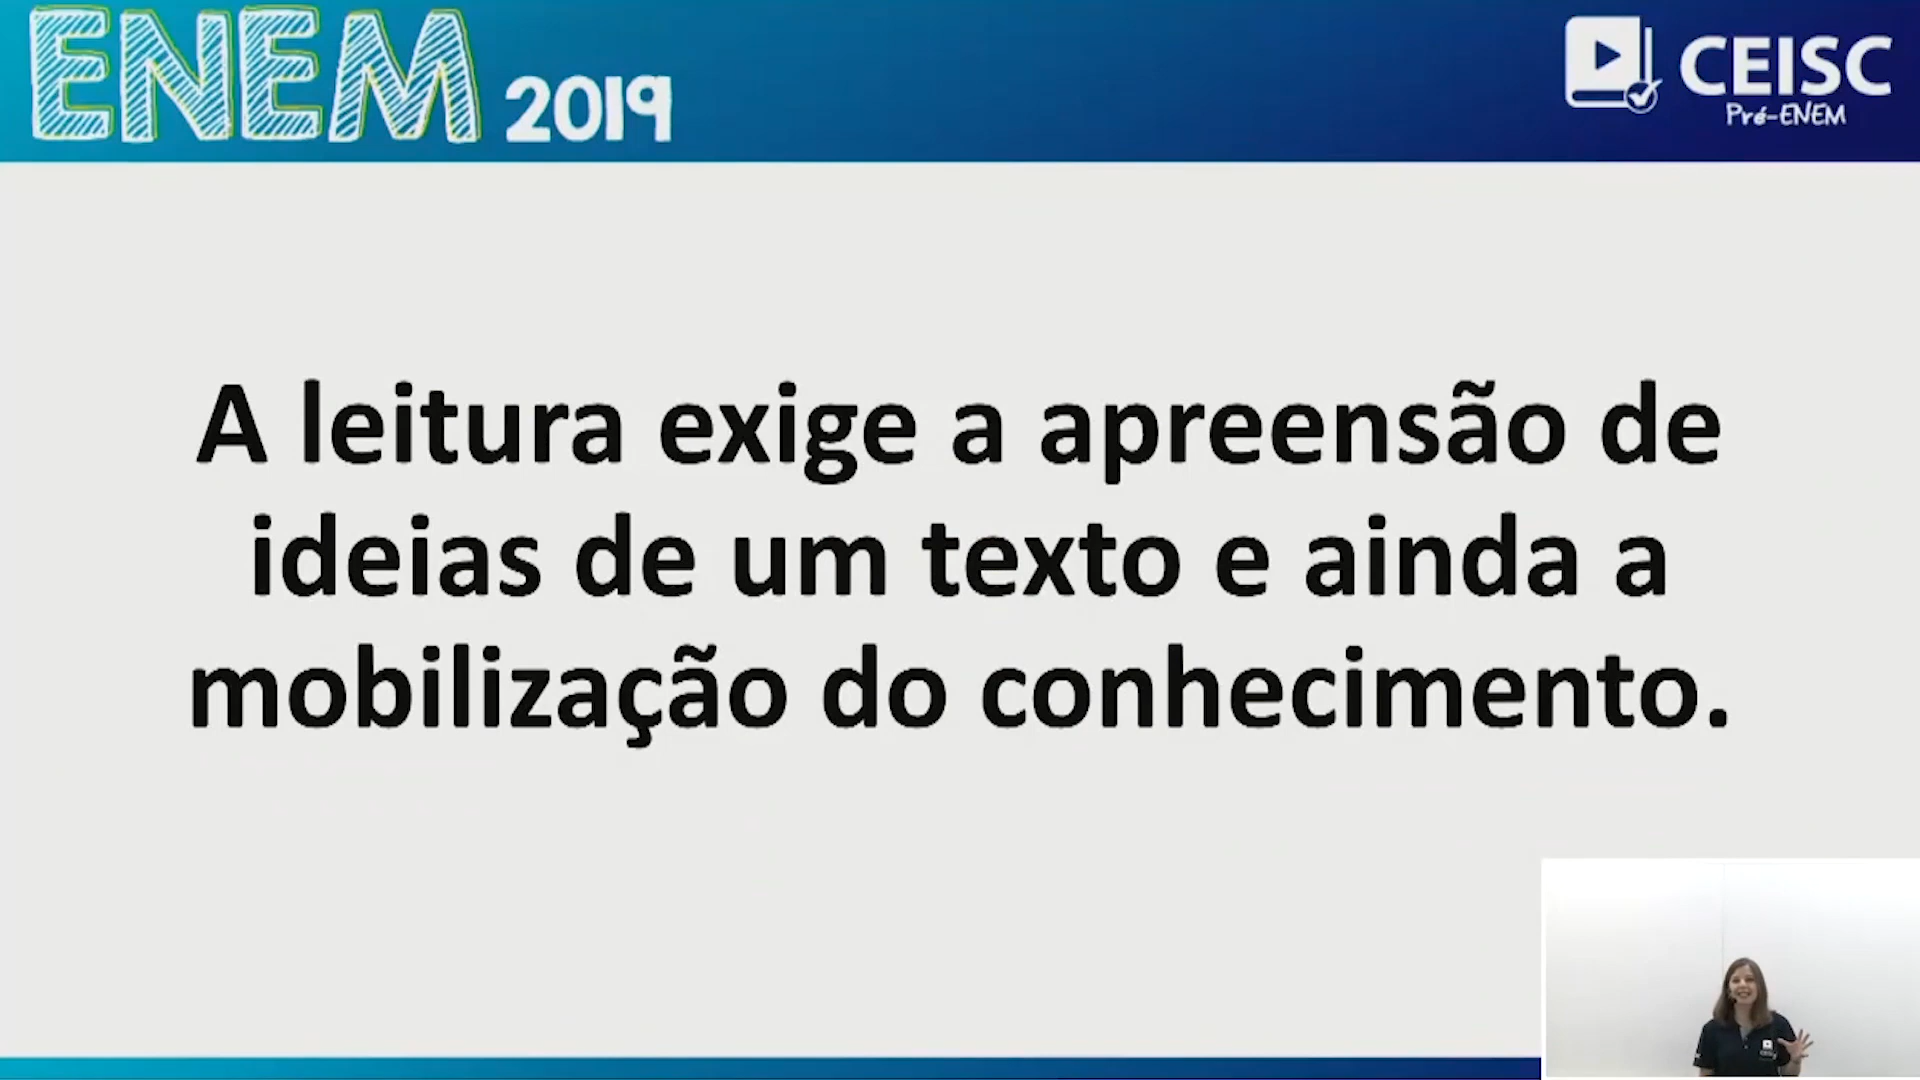 ENEM 2019
CEISC
Pré-ENEM
A leitura exige a apreensão de
ideias de um texto e ainda a
mobilização do conhecimento.